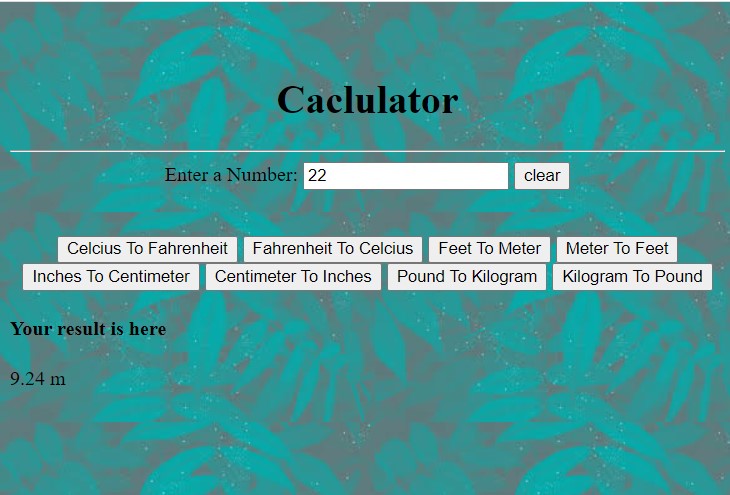 Caclulator
Enter a Number: 22 clear
Celcius To Fahrenheit Fahrenheit To Celcius Feet To Meter Meter To Feet
Inches To Centimeter Centimeter To Inches Pound To Kilogram Kilogram To Pound
Your result is here
9.24 m